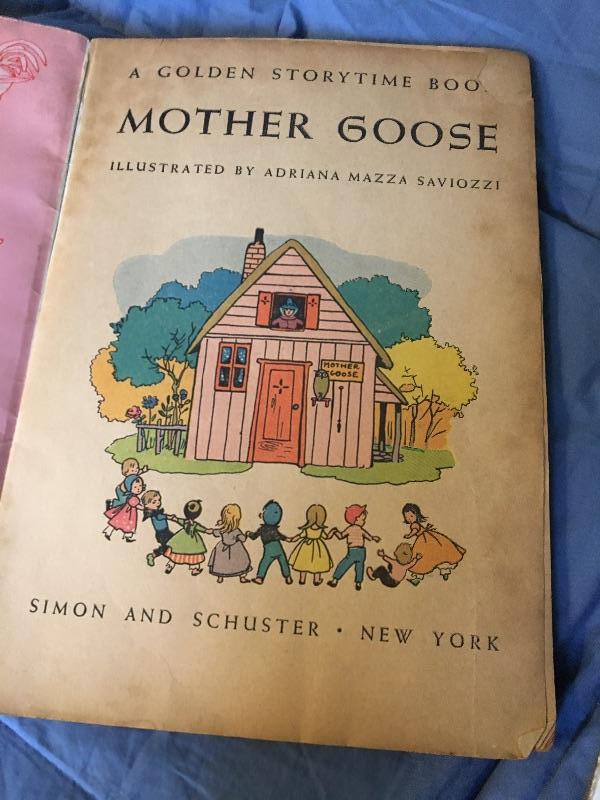 A GOLDEN STORYTIME BOO
MOTHER GOOSE
ILLUSTRATED BY ADRIANA MAZZA SAVIOZZI
MOTHER
GOOSE
SIMON AND SCHUSTER • NEW YORK